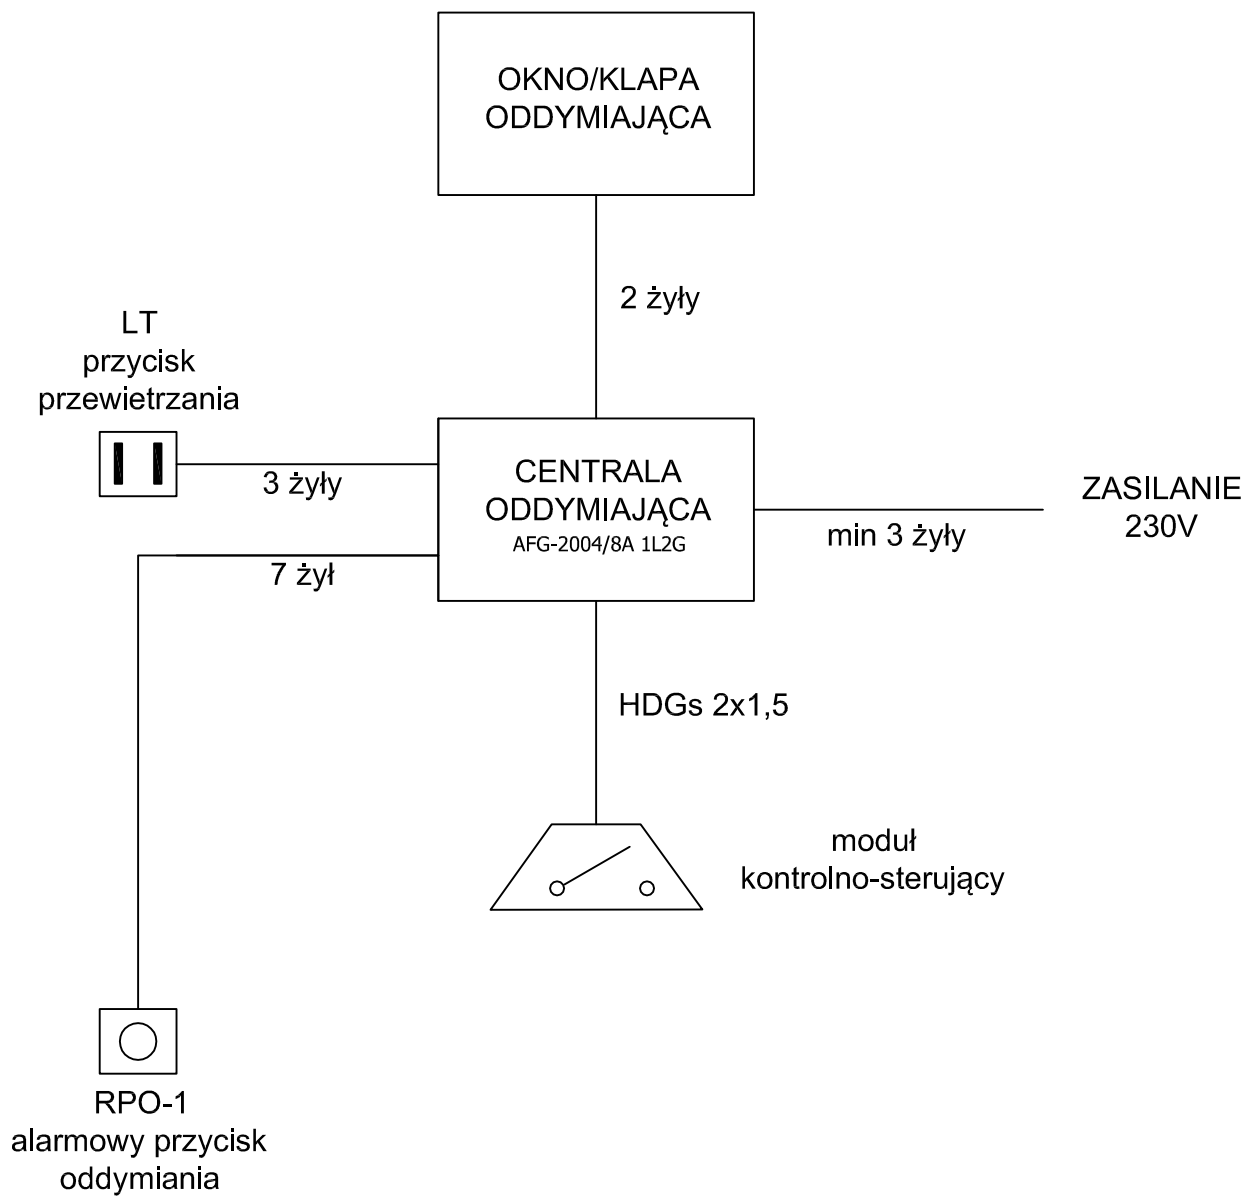 OKNO/KLAPA
ODDYMIAJĄCA
2 żyły
LT
przycisk
przewietrzania
3 żyły
CENTRALA
ODDYMIAJĄCA
AFG-2004/8A 1L2G
min 3 żyły
ZASILANIE
230V
7 żył
HDGs 2x1,5
moduł
kontrolno-sterujący
RPO-1
alarmowy przycisk
oddymiania